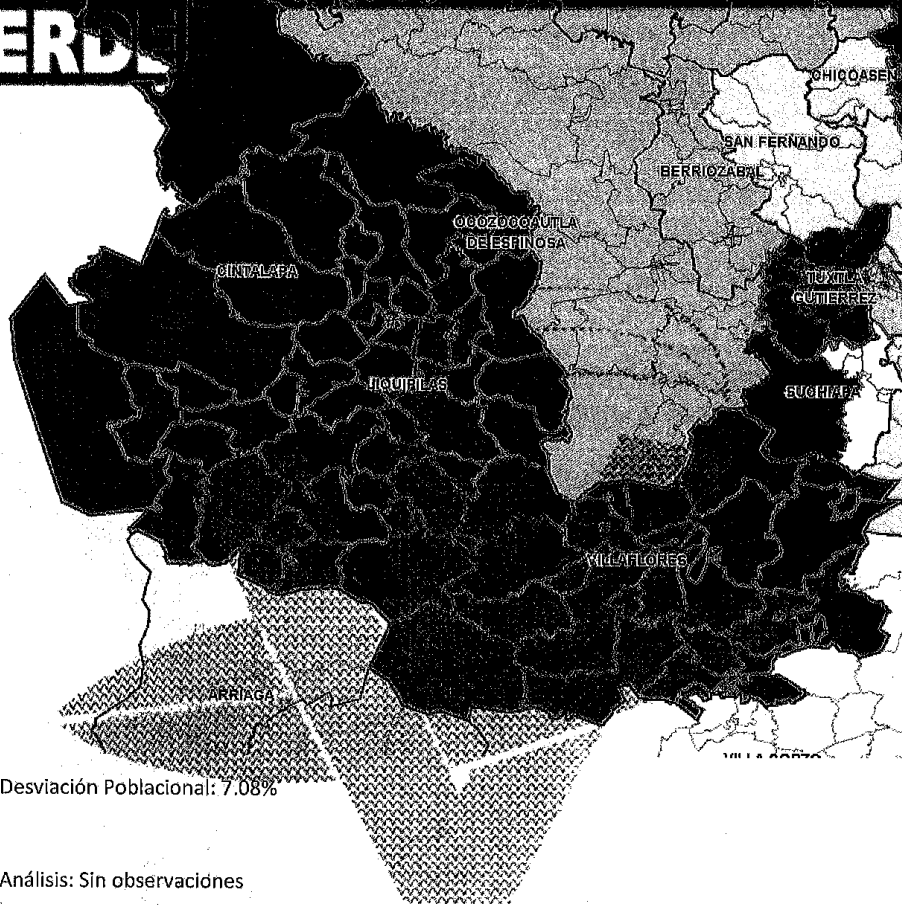 ERDE
CHICOASEN
SAN FERNANDO
BERRIOZABAL
OCOZOCOAUTLA
DE ESPINOSA
CINTALAPA
TUXTLA
GUTIERREZ
JIQUIPILAS
SUCHIAPA
VILLAFLORES
ARRIAGA
Desviación Poblacional: 7.08%
Análisis: Sin observaciones